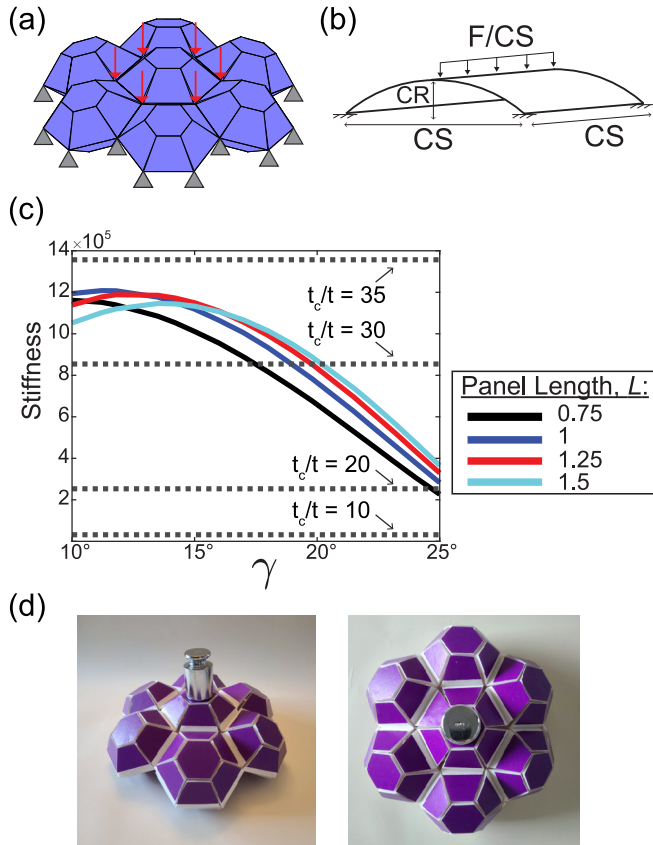 (a)
(b)
F/CS
CR
CS
CS
(c)
14 ×10⁵
12
10
8
6
4
2
Stiffness
t_c/t = 35
t_c/t = 30
t_c/t = 20
t_c/t = 10
10° 15° 20° 25°
γ
Panel Length, L:
0.75
1
1.25
1.5
(d)